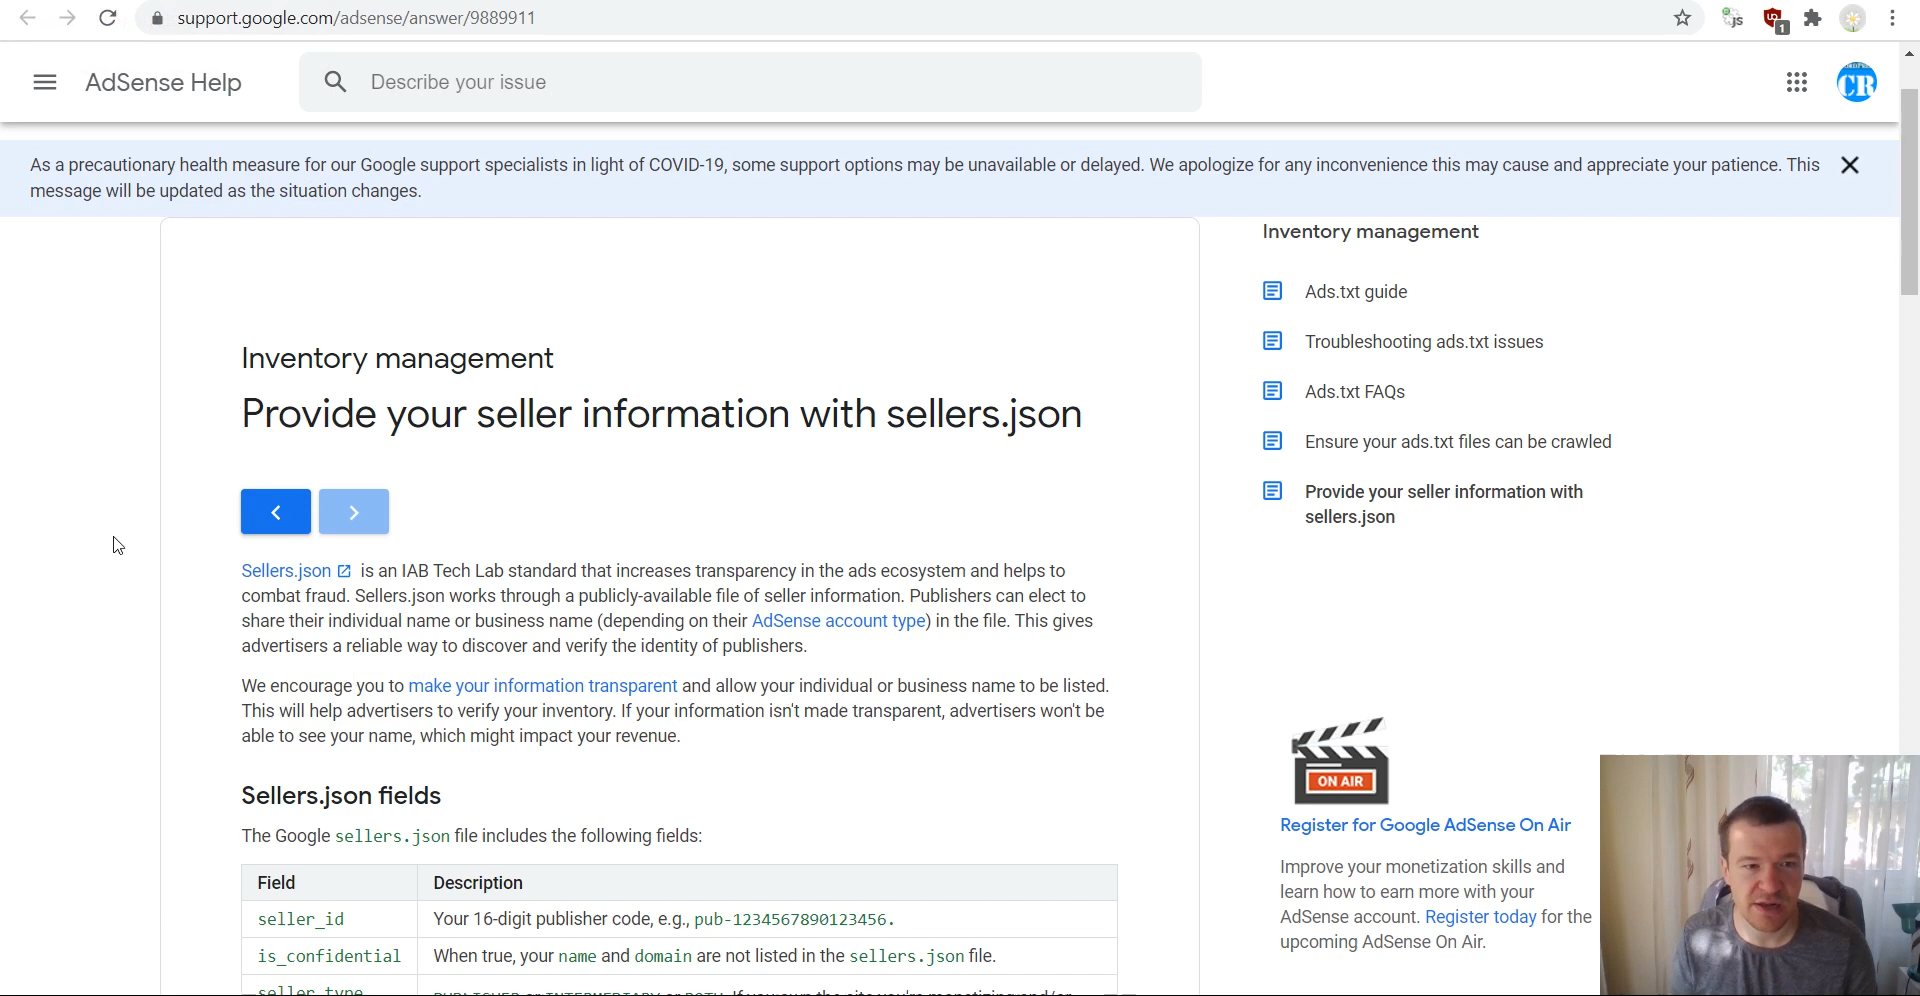 support.google.com/adsense/answer/9889911
JS
1
AdSense Help
Describe your issue
CR
As a precautionary health measure for our Google support specialists in light of COVID-19, some support options may be unavailable or delayed. We apologize for any inconvenience this may cause and appreciate your patience. This
message will be updated as the situation changes.
Inventory management
Provide your seller information with sellers.json
Sellers.json is an IAB Tech Lab standard that increases transparency in the ads ecosystem and helps to
combat fraud. Sellers.json works through a publicly-available file of seller information. Publishers can elect to
share their individual name or business name (depending on their AdSense account type) in the file. This gives
advertisers a reliable way to discover and verify the identity of publishers.
We encourage you to make your information transparent and allow your individual or business name to be listed.
This will help advertisers to verify your inventory. If your information isn't made transparent, advertisers won't be
able to see your name, which might impact your revenue.
Sellers.json fields
The Google sellers.json file includes the following fields:
Field Description
seller_id Your 16-digit publisher code, e.g., pub-1234567890123456.
is_confidential When true, your name and domain are not listed in the sellers.json file.
seller_type
Inventory management
Ads.txt guide
Troubleshooting ads.txt issues
Ads.txt FAQs
Ensure your ads.txt files can be crawled
Provide your seller information with
sellers.json
ON AIR
Register for Google AdSense On Air
Improve your monetization skills and
learn how to earn more with your
AdSense account. Register today for the
upcoming AdSense On Air.